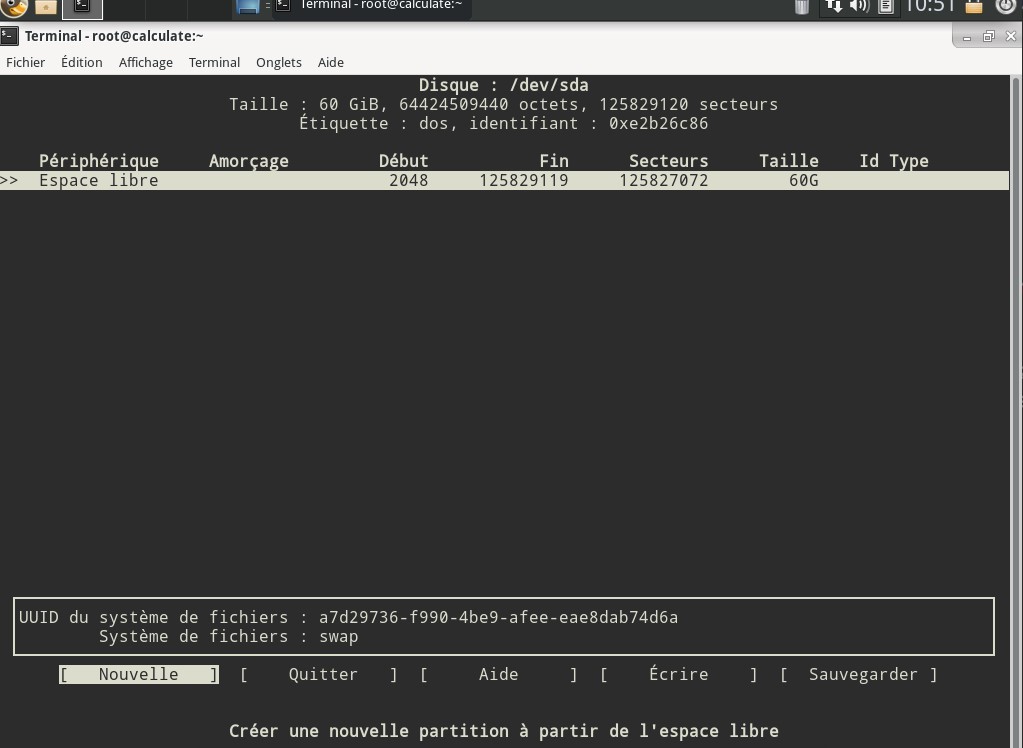 Terminal - root@calculate:~ 10:51
Terminal - root@calculate:~
Fichier Édition Affichage Terminal Onglets Aide
Disque : /dev/sda
Taille : 60 GiB, 64424509440 octets, 125829120 secteurs
Étiquette : dos, identifiant : 0xe2b26c86
Périphérique Amorçage Début Fin Secteurs Taille Id Type
>> Espace libre 2048 125829119 125827072 60G
UUID du système de fichiers : a7d29736-f990-4be9-afee-eae8dab74d6a
Système de fichiers : swap
[ Nouvelle ] [ Quitter ] [ Aide ] [ Écrire ] [ Sauvegarder ]
Créer une nouvelle partition à partir de l'espace libre